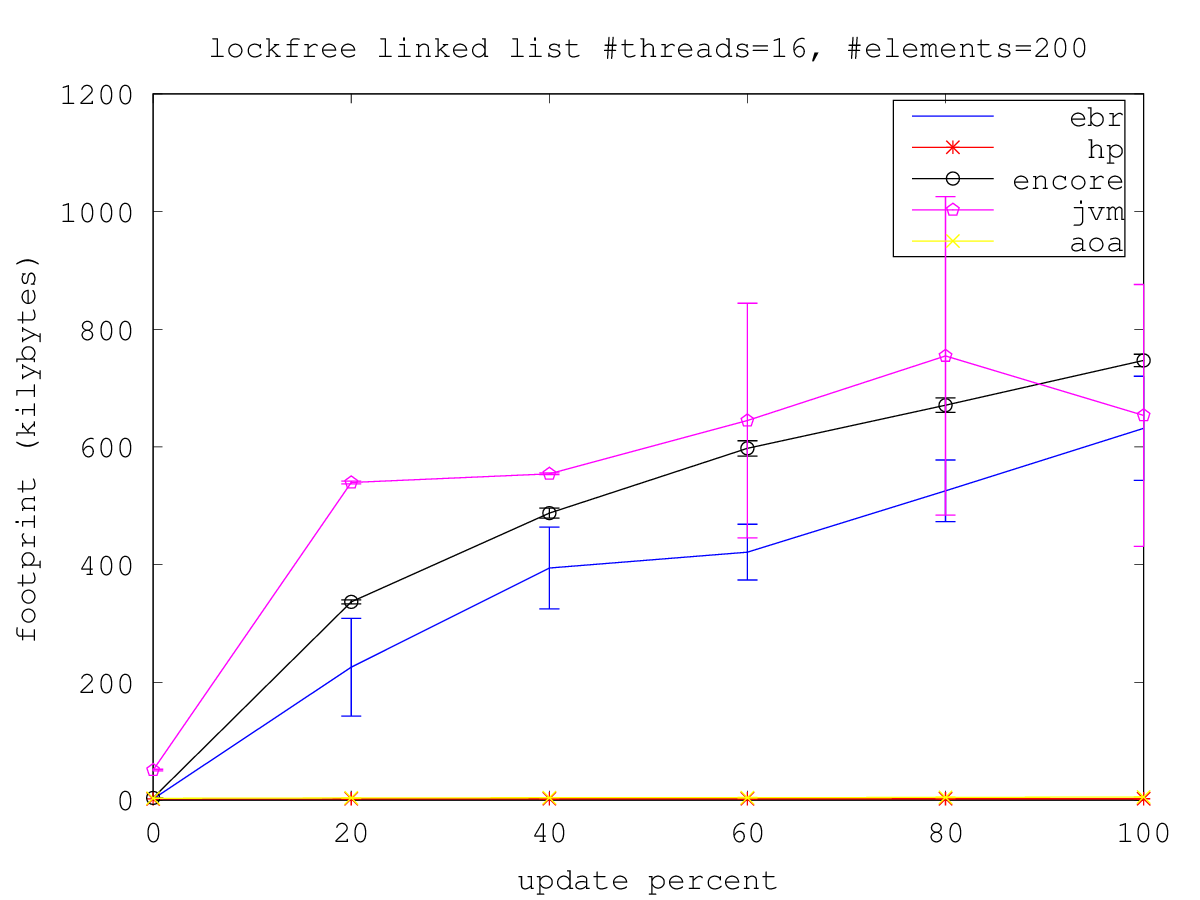 lockfree linked list #threads=16, #elements=200
1200
1000
800
600
400
200
0
footprint (kilybytes)
ebr
hp
encore
jvm
aoa
0 20 40 60 80 100
update percent